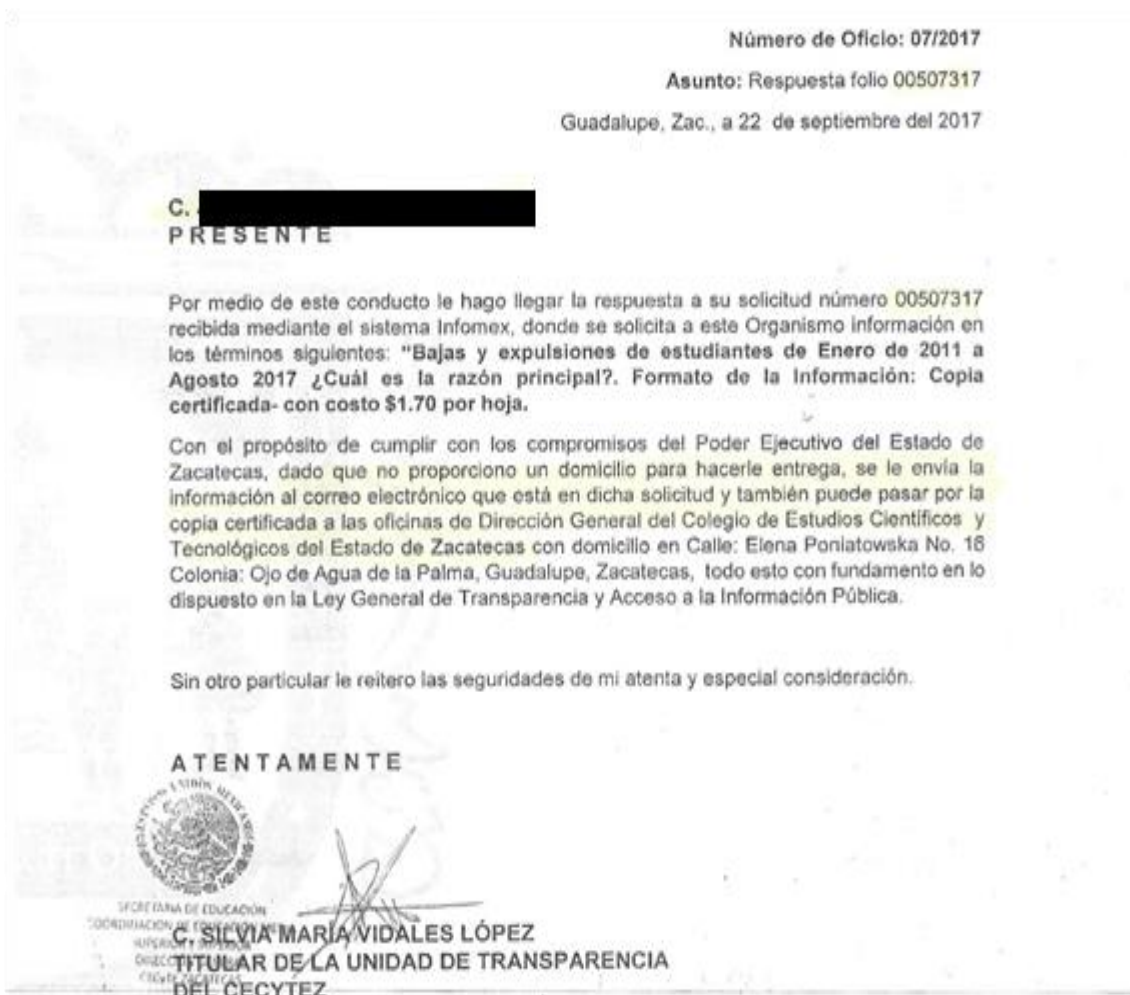 Número de Oficio: 07/2017
Asunto: Respuesta folio 00507317
Guadalupe, Zac., a 22 de septiembre del 2017
C.
PRESENTE
Por medio de este conducto le hago llegar la respuesta a su solicitud número 00507317
recibida mediante el sistema Infomex, donde se solicita a este Organismo información en
los términos siguientes: "Bajas y expulsiones de estudiantes de Enero de 2011 a
Agosto 2017 ¿Cuál es la razón principal?. Formato de la Información: Copia
certificada- con costo $1.70 por hoja.
Con el propósito de cumplir con los compromisos del Poder Ejecutivo del Estado de
Zacatecas, dado que no proporciono un domicilio para hacerle entrega, se le envía la
información al correo electrónico que está en dicha solicitud y también puede pasar por la
copia certificada a las oficinas de Dirección General del Colegio de Estudios Científicos y
Tecnológicos del Estado de Zacatecas con domicilio en Calle: Elena Poniatowska No.
Colonia: Ojo de Agua de la Palma, Guadalupe, Zacatecas, todo esto con fundamento en lo
dispuesto en la Ley General de Transparencia y Acceso a la Información Pública.
Sin otro particular le reitero las seguridades de mi atenta y especial consideración.
ATENTAMENTE
ESTADOS UNIDOS MEXICANOS
SECRETARIA DE EDUCACIÓN
C. SILVIA MARÍA VIDALES LÓPEZ
TITULAR DE LA UNIDAD DE TRANSPARENCIA
DEL CECYTEZ